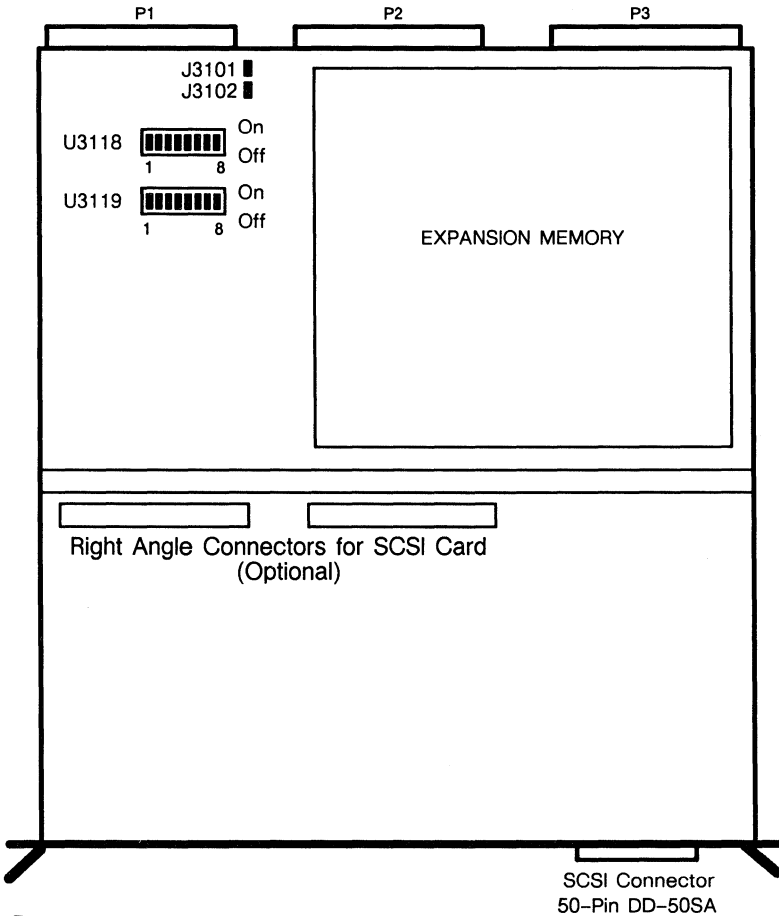 P1 P2 P3
J3101
J3102
On
U3118
Off
1 8
On
U3119
Off
1 8
EXPANSION MEMORY
Right Angle Connectors for SCSI Card
(Optional)
SCSI Connector
50-Pin DD-50SA